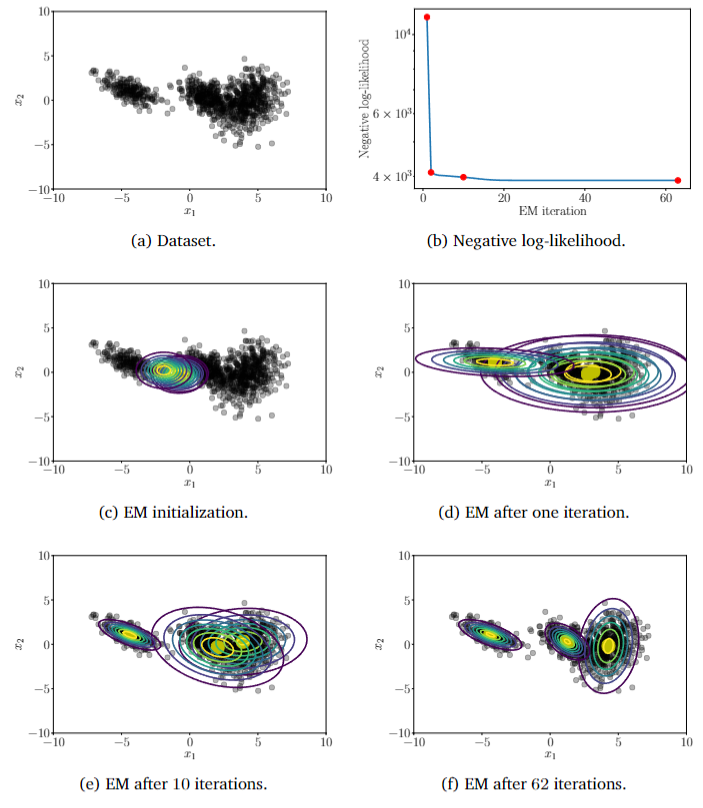 10
5
0
−5
−10
x2
−10
−5
0
5
10
x1
(a) Dataset.
10^4
6 × 10^3
4 × 10^3
Negative log-likelihood
0
20
40
60
EM iteration
(b) Negative log-likelihood.
10
5
0
−5
−10
x2
−10
−5
0
5
10
x1
(c) EM initialization.
10
5
0
−5
−10
x2
−10
−5
0
5
10
x1
(d) EM after one iteration.
10
5
0
−5
−10
x2
−10
−5
0
5
10
x1
(e) EM after 10 iterations.
10
5
0
−5
−10
x2
−10
−5
0
5
10
x1
(f) EM after 62 iterations.